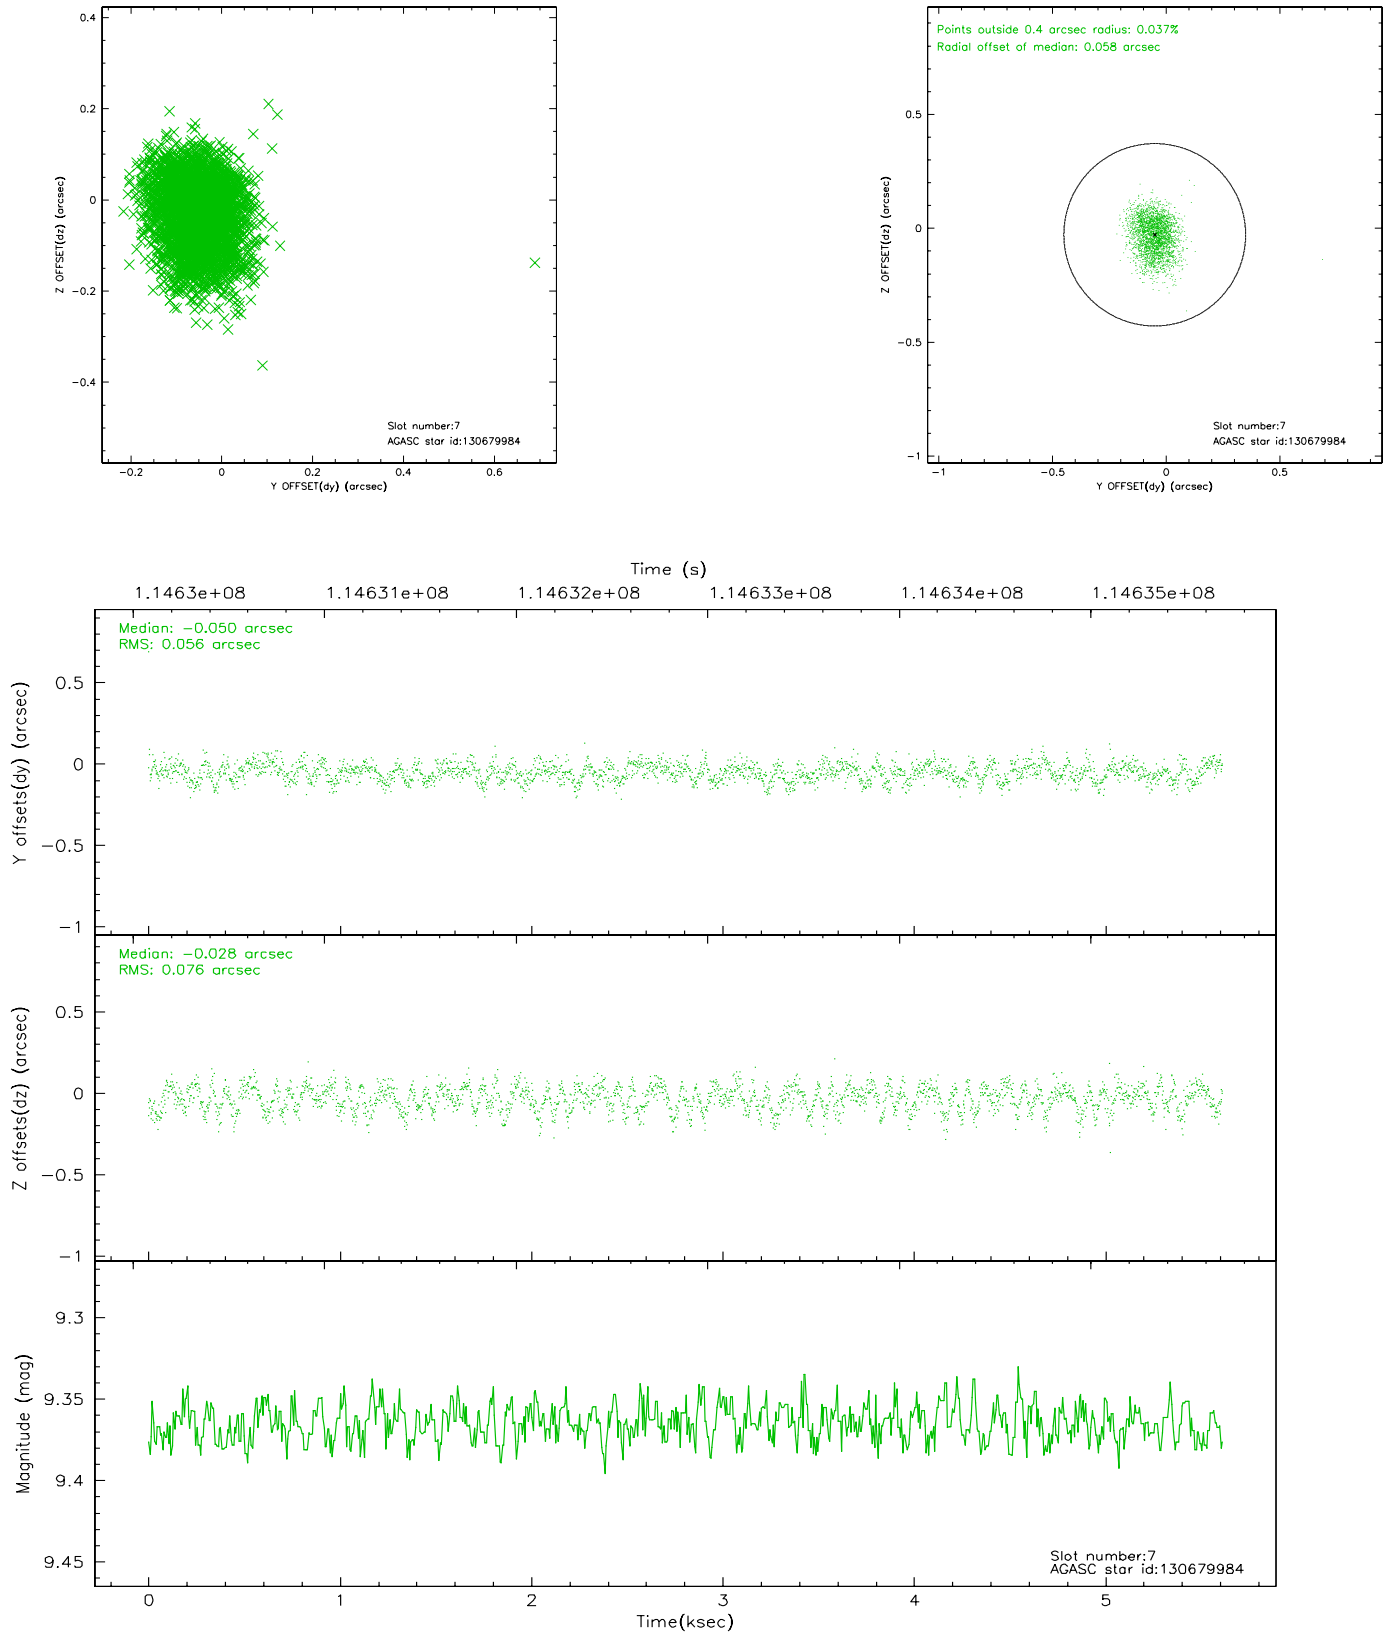 0.4
0.2
0
−0.2
−0.4
Z OFFSET(dz) (arcsec)
Slot number:7
AGASC star id:130679984
−0.2 0 0.2 0.4 0.6
Y OFFSET(dy) (arcsec)
Points outside 0.4 arcsec radius: 0.037%
Radial offset of median: 0.058 arcsec
0.5
0
−0.5
−1
Z OFFSET(dz) (arcsec)
Slot number:7
AGASC star id:130679984
−1 −0.5 0 0.5
Y OFFSET(dy) (arcsec)
Time (s)
1.1463e+08 1.14631e+08 1.14632e+08 1.14633e+08 1.14634e+08 1.14635e+08
Median: −0.050 arcsec
RMS: 0.056 arcsec
0.5
0
−0.5
−1
Y offsets(dy) (arcsec)
Median: −0.028 arcsec
RMS: 0.076 arcsec
0.5
0
−0.5
−1
Z offsets(dz) (arcsec)
9.3
9.35
9.4
9.45
Magnitude (mag)
Slot number:7
AGASC star id:130679984
0 1 2 3 4 5
Time(ksec)